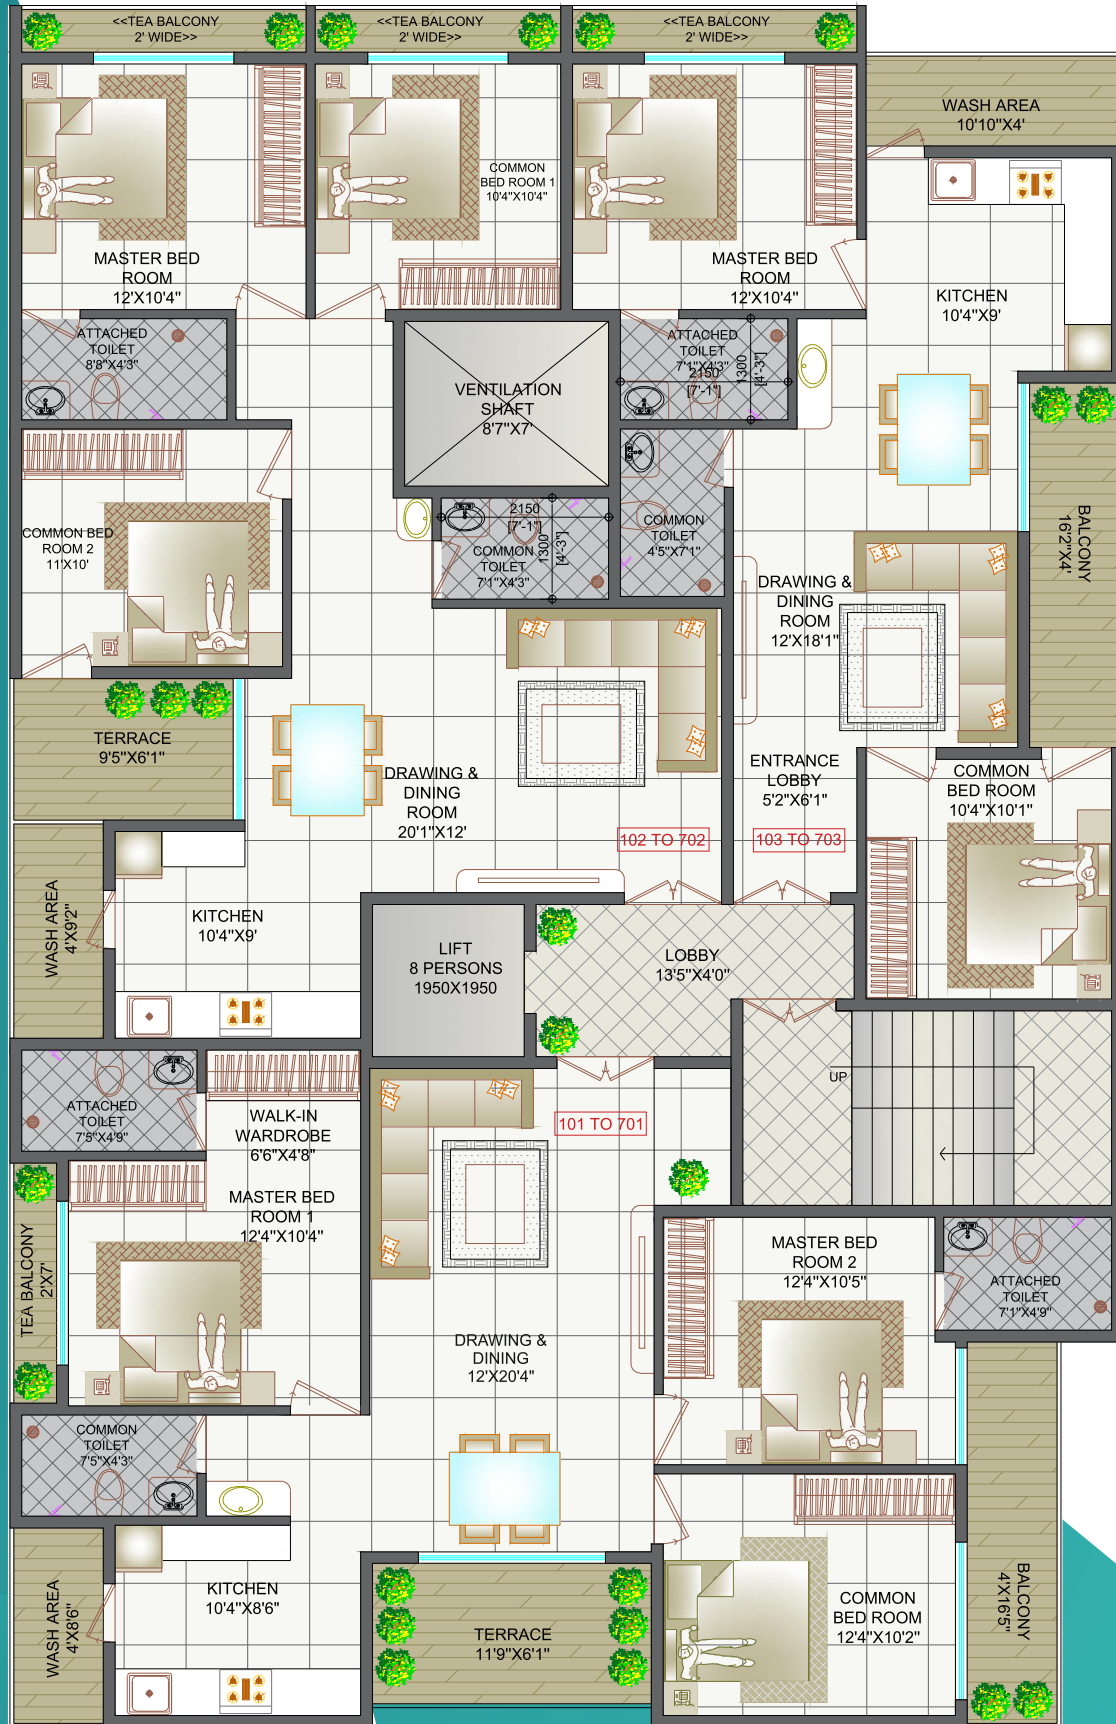 <<TEA BALCONY
2' WIDE>>
<<TEA BALCONY
2' WIDE>>
<<TEA BALCONY
2' WIDE>>
WASH AREA
10'10"X4'
COMMON
BED ROOM 1
10'4"X10'4"
MASTER BED
ROOM
12'X10'4"
MASTER BED
ROOM
12'X10'4"
KITCHEN
10'4"X9'
ATTACHED
TOILET
8'8"X4'3"
VENTILATION
SHAFT
8'7"X7'
ATTACHED
TOILET
7'1"X4'3"
2150
[7'-1"]
1300
[4'-3"]
COMMON BED
ROOM 2
11'X10'
2150
[7'-1"]
1300
[4'-3"]
COMMON
TOILET
7'1"X4'3"
COMMON
TOILET
4'5"X7'1"
BALCONY
16'2"X4'
DRAWING &
DINING
ROOM
12'X18'1"
TERRACE
9'5"X6'1"
DRAWING &
DINING
ROOM
20'1"X12'
ENTRANCE
LOBBY
5'2"X6'1"
COMMON
BED ROOM
10'4"X10'1"
102 TO 702
103 TO 703
WASH AREA
4'X9'2"
KITCHEN
10'4"X9'
LIFT
8 PERSONS
1950X1950
LOBBY
13'5"X4'0"
UP
ATTACHED
TOILET
7'5"X4'9"
WALK-IN
WARDROBE
6'6"X4'8"
101 TO 701
MASTER BED
ROOM 1
12'4"X10'4"
TEA BALCONY
2'X7'
MASTER BED
ROOM 2
12'4"X10'5"
ATTACHED
TOILET
7'1"X4'9"
DRAWING &
DINING
12'X20'4"
COMMON
TOILET
7'5"X4'3"
WASH AREA
4'X8'6"
KITCHEN
10'4"X8'6"
TERRACE
11'9"X6'1"
COMMON
BED ROOM
12'4"X10'2"
BALCONY
4'X16'5"